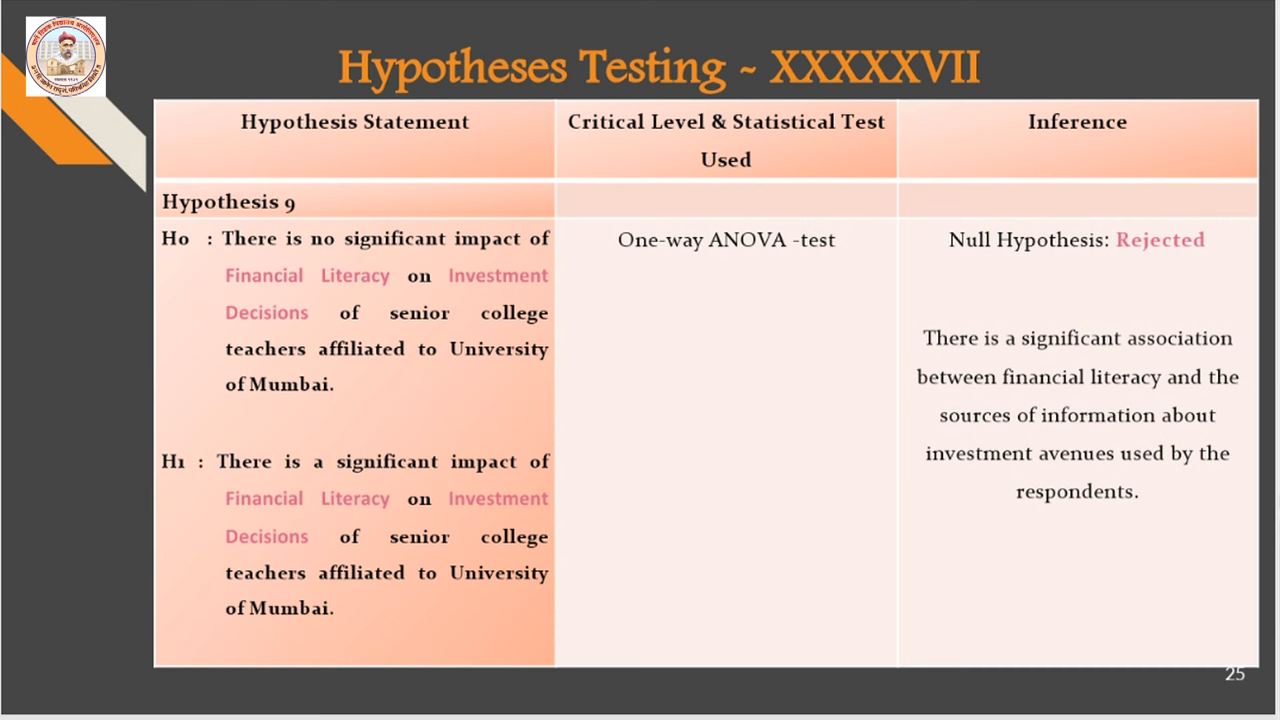 Hypotheses Testing ~ XXXXXVII
Hypothesis Statement
Critical Level & Statistical Test
Used
Inference
Hypothesis 9
H0 : There is no significant impact of
Financial Literacy on Investment
Decisions of senior college
teachers affiliated to University
of Mumbai.
H1 : There is a significant impact of
Financial Literacy on Investment
Decisions of senior college
teachers affiliated to University
of Mumbai.
One-way ANOVA -test
Null Hypothesis: Rejected
There is a significant association
between financial literacy and the
sources of information about
investment avenues used by the
respondents.
25